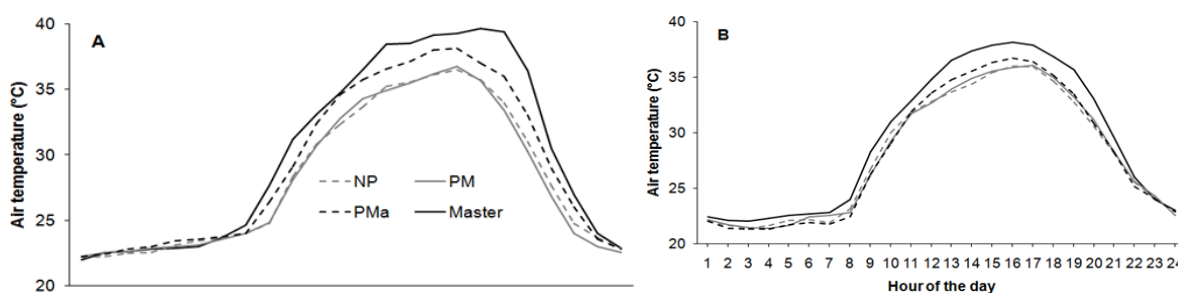 A
Air temperature (°C)
40
35
30
25
20
NP
PM
PMa
Master
B
Air temperature (°C)
40
35
30
25
20
1 2 3 4 5 6 7 8 9 10 11 12 13 14 15 16 17 18 19 20 21 22 23 24
Hour of the day